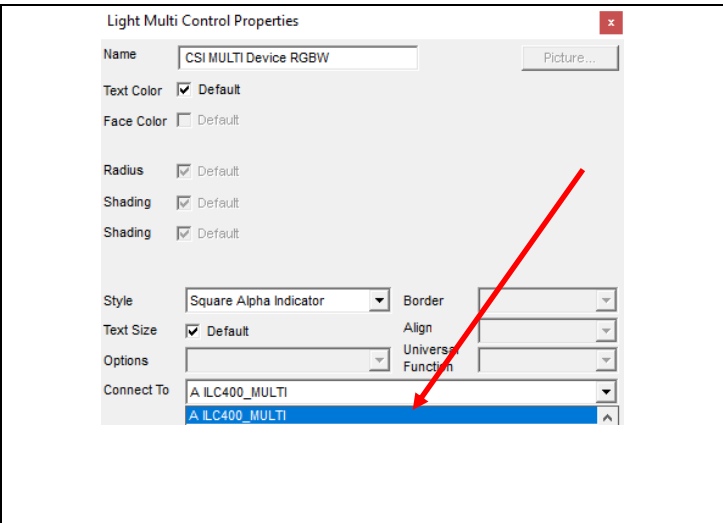 Light Multi Control Properties x
Name CSI MULTI Device RGBW Picture...
Text Color Default
Face Color Default
Radius Default
Shading Default
Shading Default
Style Square Alpha Indicator Border
Text Size Default Align
Options Universal Function
Connect To A ILC400_MULTI
A ILC400_MULTI